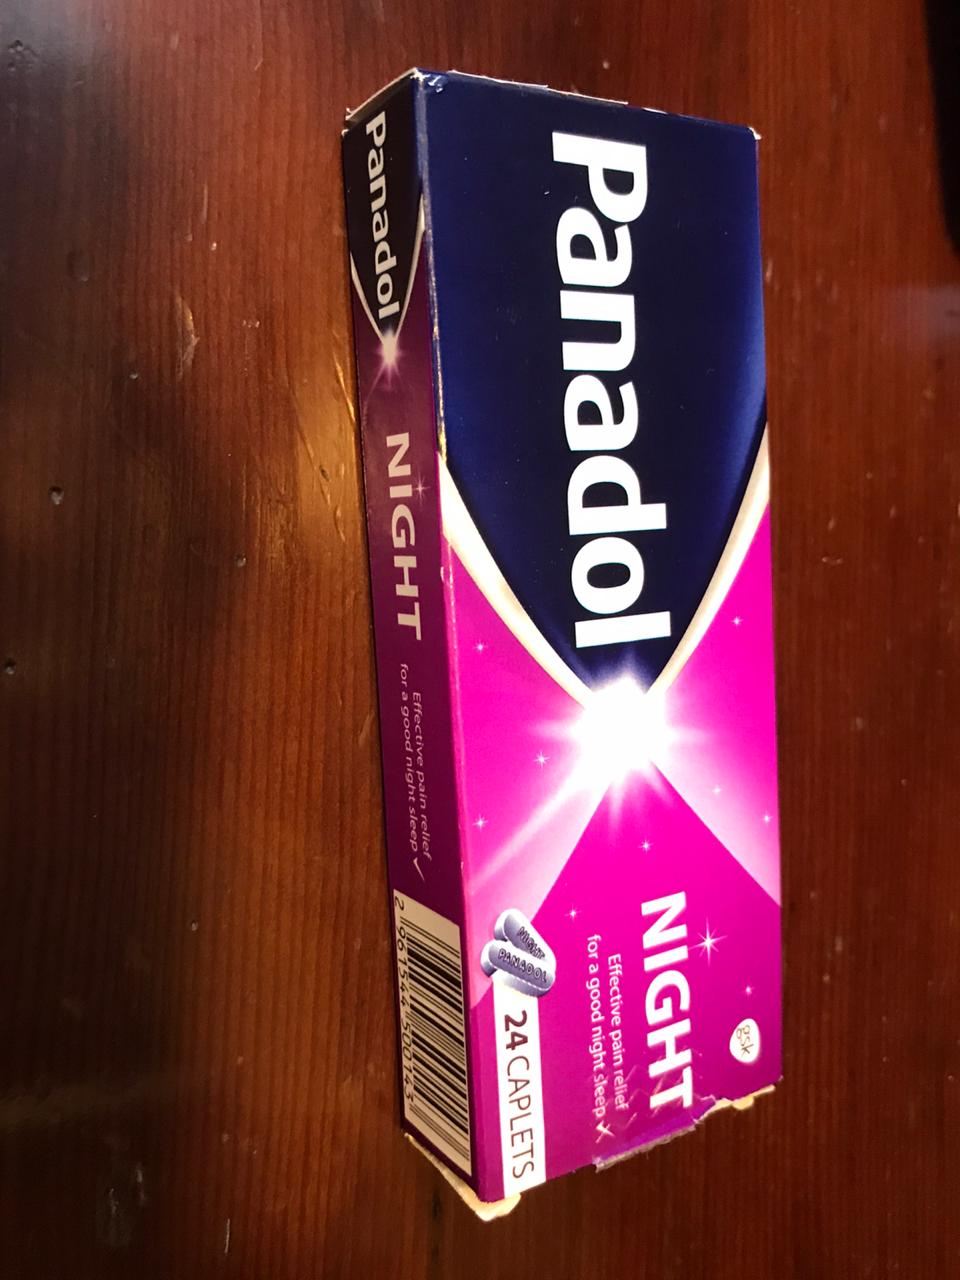 Panadol
NIGHT
Effective pain relief
for a good night sleep
gsk
NIGHT
PANADOL
24 CAPLETS
Panadol
NIGHT
Effective pain relief
for a good night sleep